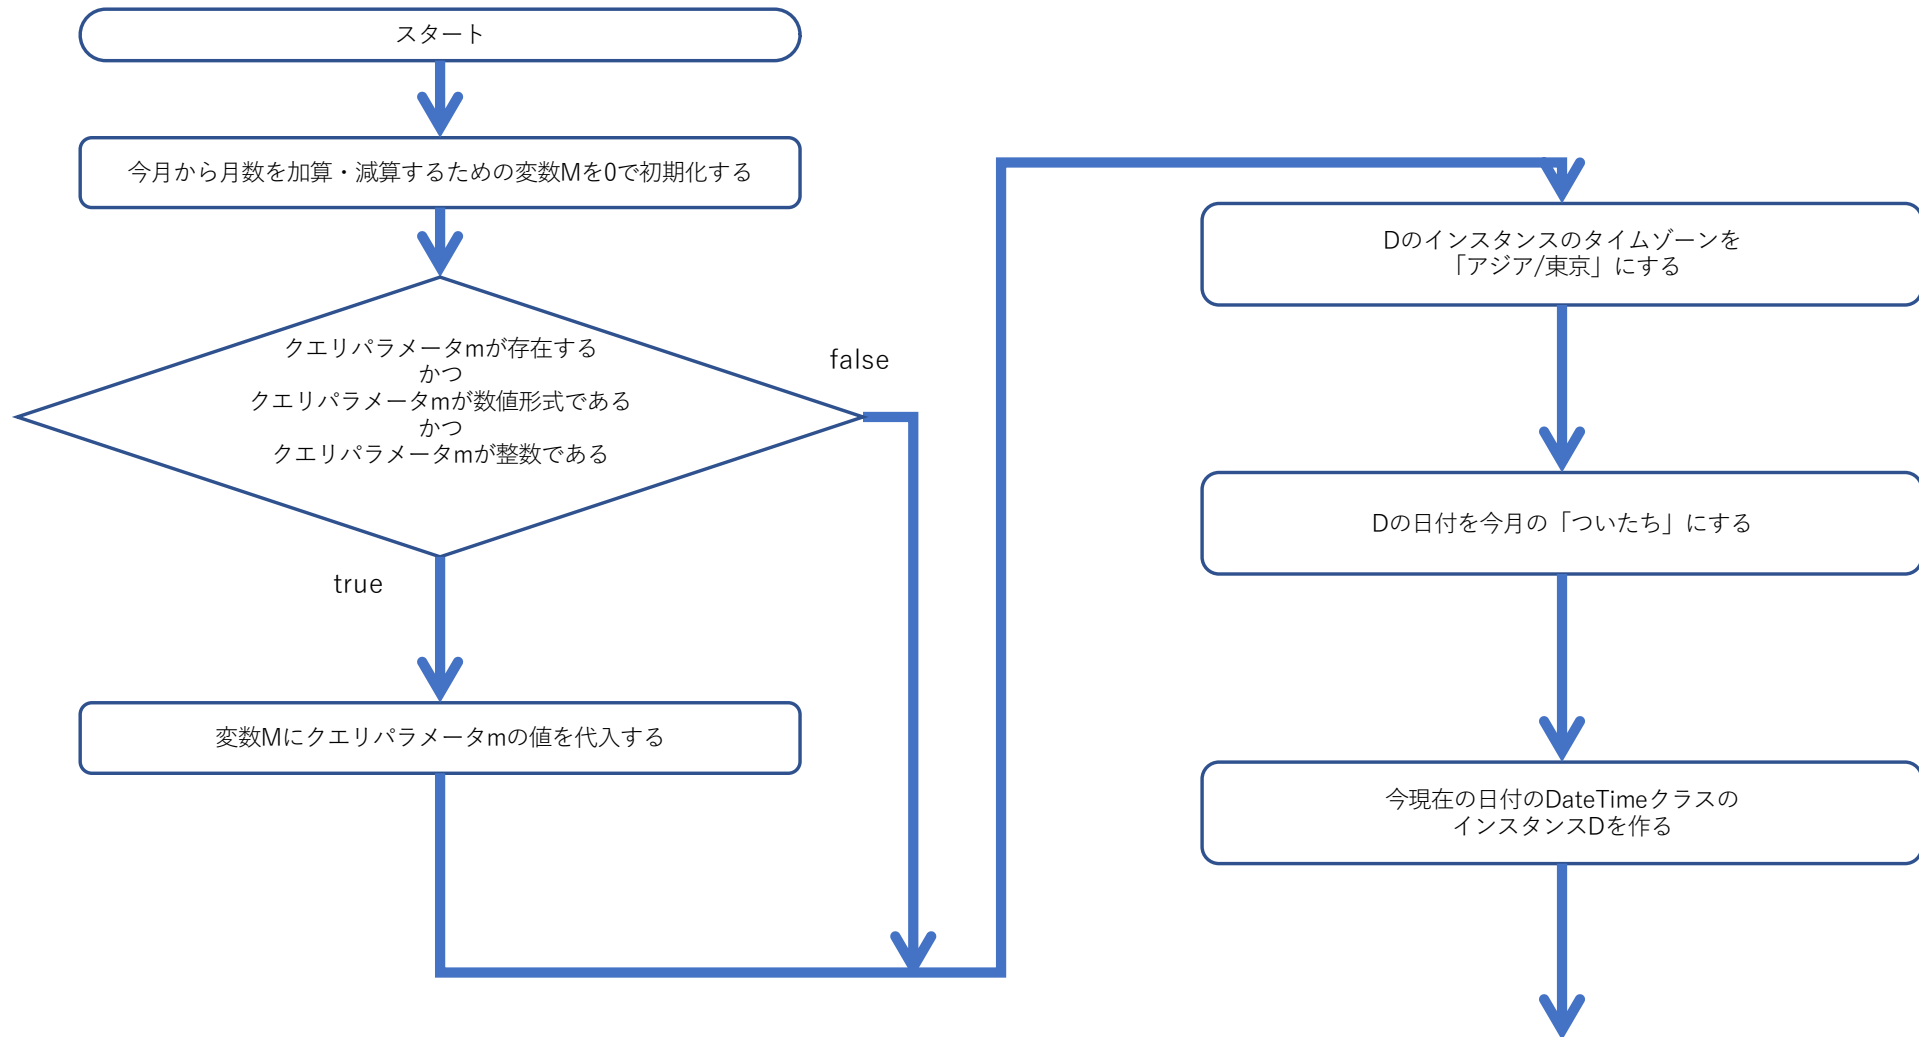 スタート
今月から月数を加算・減算するための変数Mを0で初期化する
クエリパラメータmが存在する
かつ
クエリパラメータmが数値形式である
かつ
クエリパラメータmが整数である
false
true
変数Mにクエリパラメータmの値を代入する
Dのインスタンスのタイムゾーンを
「アジア/東京」にする
Dの日付を今月の「ついたち」にする
今現在の日付のDateTimeクラスの
インスタンスDを作る